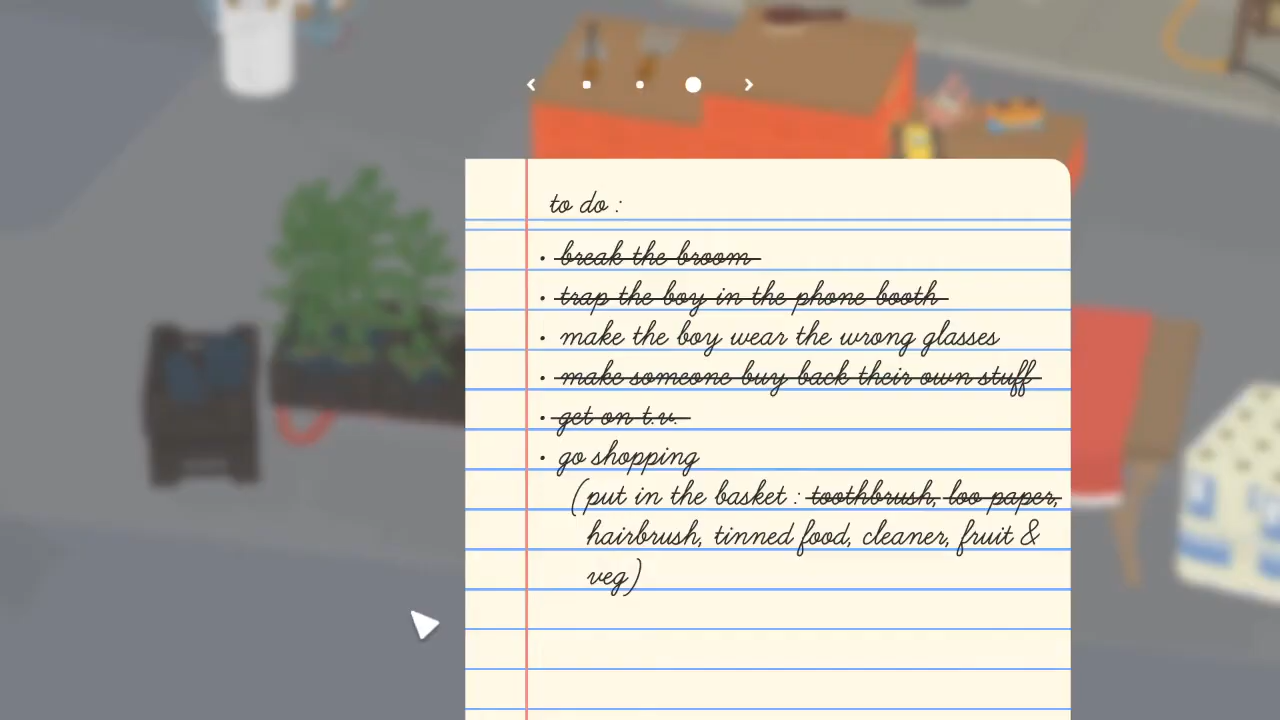 to do :
• break the broom
• trap the boy in the phone booth
• make the boy wear the wrong glasses
• make someone buy back their own stuff
• get on t.v.
• go shopping
(put in the basket : toothbrush, loo paper,
hairbrush, tinned food, cleaner, fruit &
veg)